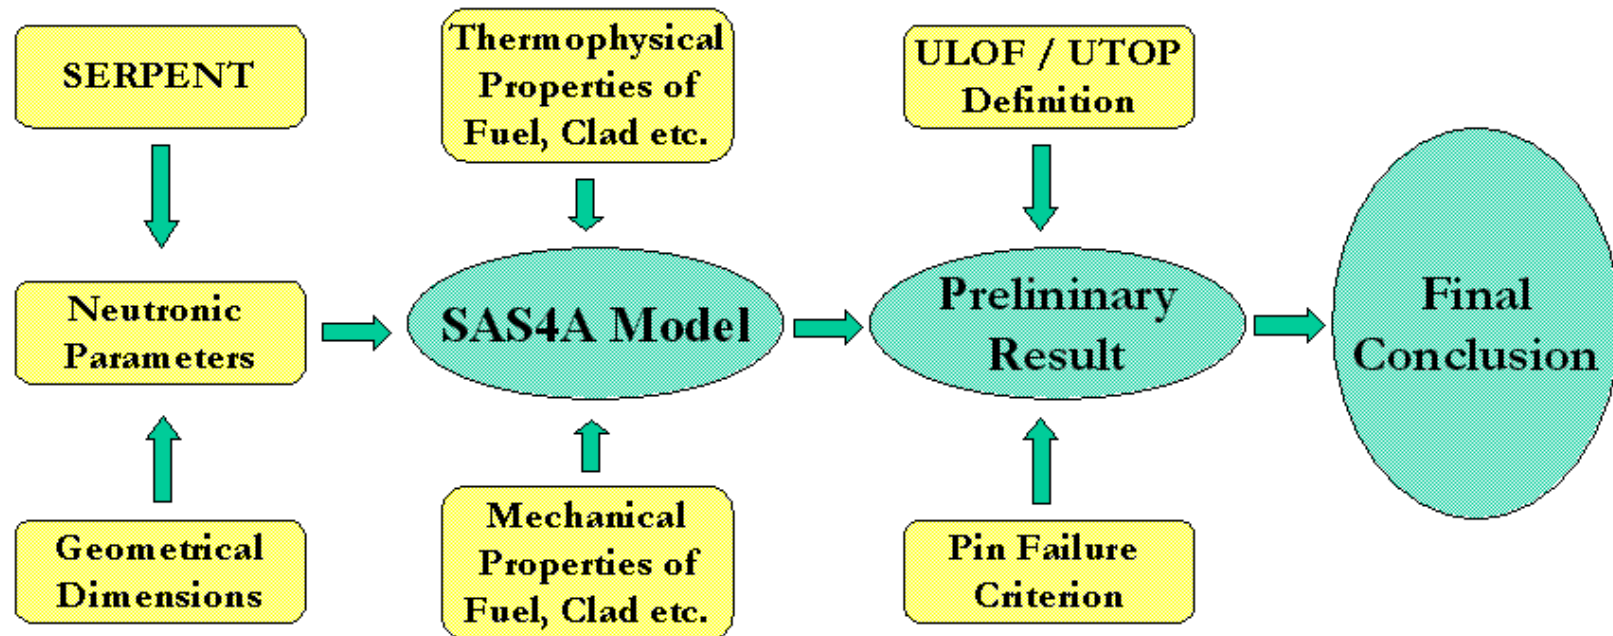 SERPENT
Thermophysical
Properties of
Fuel, Clad etc.
ULOF / UTOP
Definition
Neutronic
Parameters
SAS4A Model
Prelininary
Result
Final
Conclusion
Geometrical
Dimensions
Mechanical
Properties of
Fuel, Clad etc.
Pin Failure
Criterion